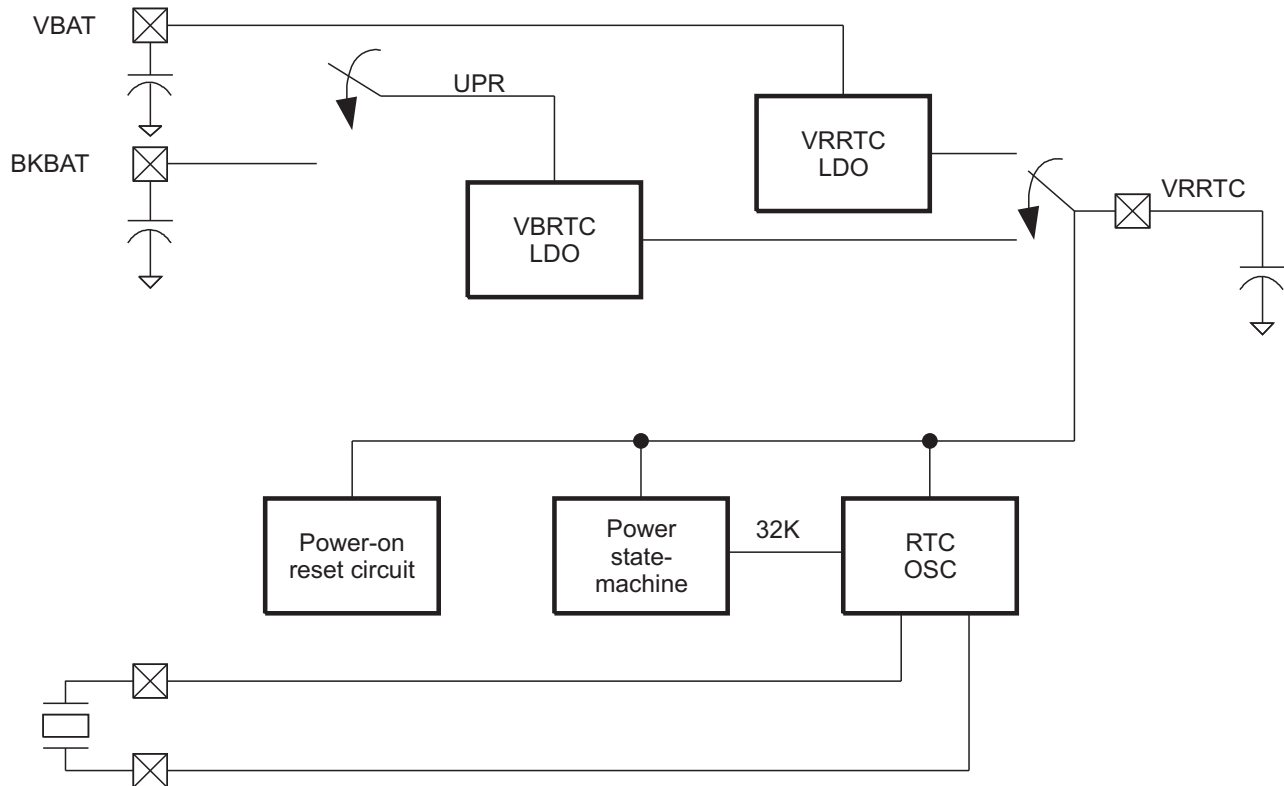 VBAT
UPR
BKBAT
VRRTC
LDO
VRRTC
VBRTC
LDO
Power-on
reset circuit
Power
state-
machine
32K
RTC
OSC